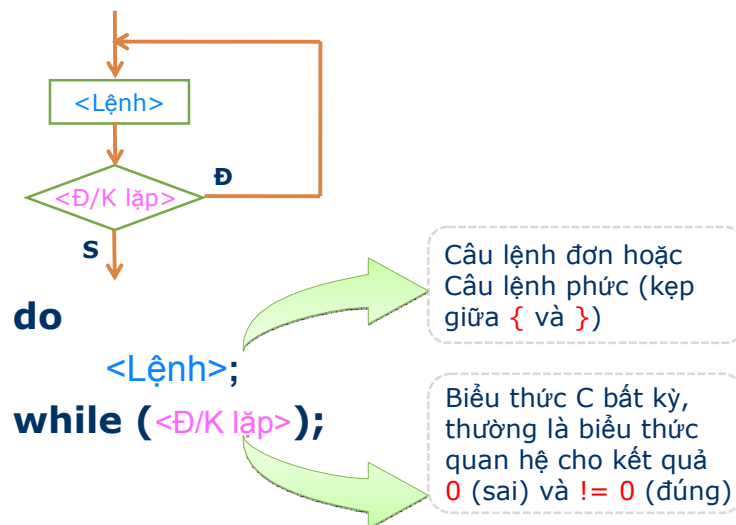 <Lệnh>
<Đ/K lặp>
Đ
S
do
<Lệnh>;
while (<Đ/K lặp>);
Câu lệnh đơn hoặc
Câu lệnh phức (kẹp
giữa { và })
Biểu thức C bất kỳ,
thường là biểu thức
quan hệ cho kết quả
0 (sai) và != 0 (đúng)